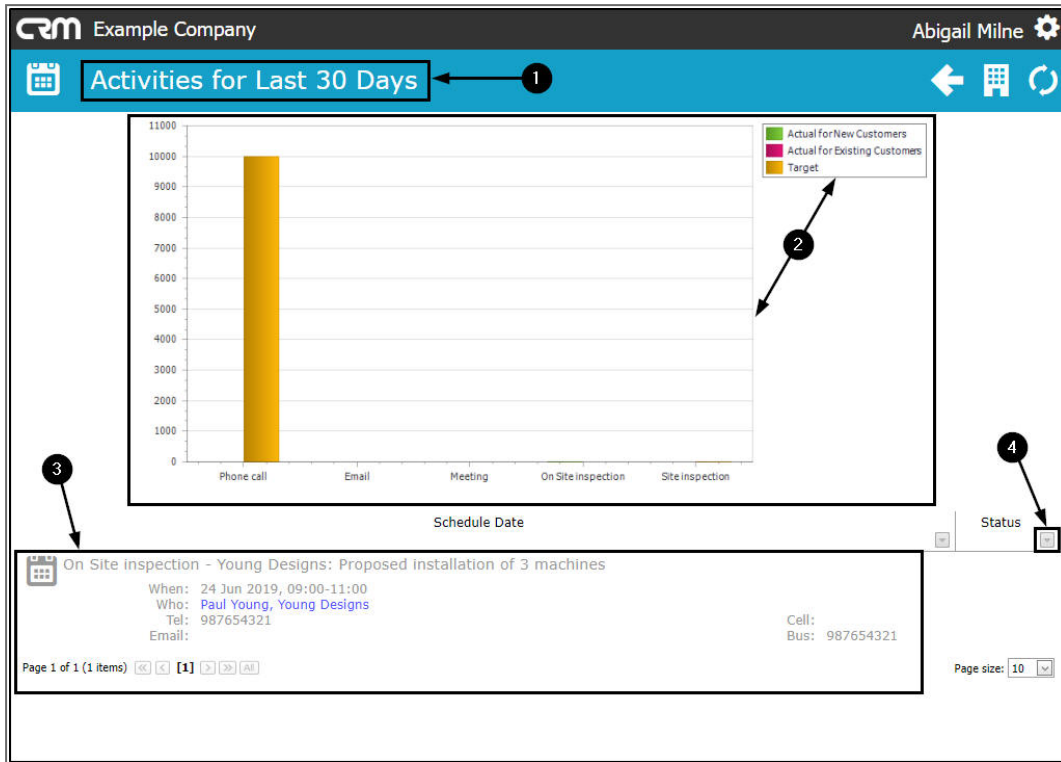 CRM Example Company
Abigail Milne
Activities for Last 30 Days
1
11000
10000
9000
8000
7000
6000
5000
4000
3000
2000
1000
0
Phone call Email Meeting On Site inspection Site inspection
Actual for New Customers
Actual for Existing Customers
Target
2
3
4
Schedule Date Status
On Site inspection - Young Designs: Proposed installation of 3 machines
When: 24 Jun 2019, 09:00-11:00
Who: Paul Young, Young Designs
Tel: 987654321 Cell:
Email: Bus: 987654321
Page 1 of 1 (1 items) [1] All Page size: 10